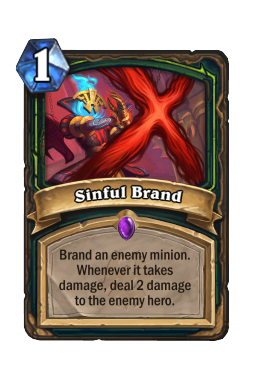 1
Sinful Brand
Brand an enemy minion.
Whenever it takes
damage, deal 2 damage
to the enemy hero.